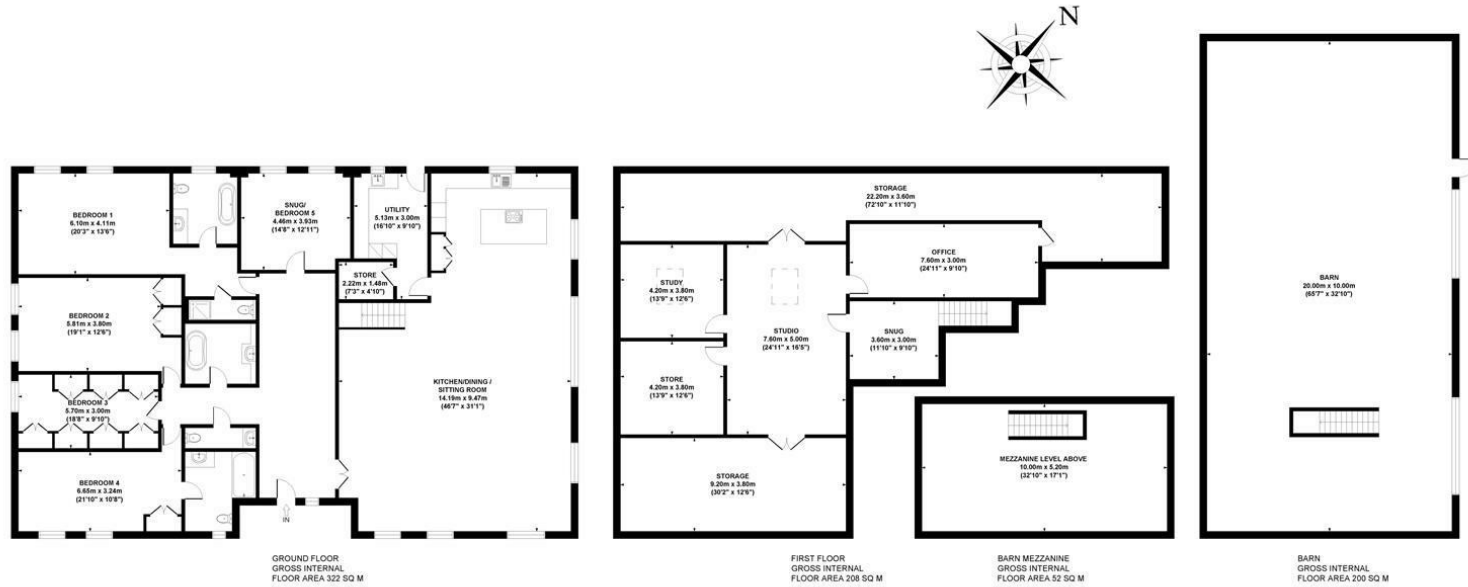 N
BEDROOM 1
6.10m x 4.11m
(20'3" x 13'6")
SNUG/
BEDROOM 5
4.46m x 3.93m
(14'8" x 12'11")
UTILITY
5.13m x 3.00m
(16'10" x 9'10")
STORE
2.22m x 1.48m
(7'3" x 4'10")
BEDROOM 2
5.81m x 3.80m
(19'1" x 12'6")
BEDROOM 3
5.70m x 3.00m
(18'8" x 9'10")
KITCHEN/DINING /
SITTING ROOM
14.19m x 9.47m
(46'7" x 31'1")
BEDROOM 4
6.65m x 3.24m
(21'10" x 10'8")
IN
GROUND FLOOR
GROSS INTERNAL
FLOOR AREA 322 SQ M
STORAGE
22.20m x 3.60m
(72'10" x 11'10")
OFFICE
7.60m x 3.00m
(24'11" x 9'10")
STUDY
4.20m x 3.80m
(13'9" x 12'6")
STUDIO
7.60m x 5.00m
(24'11" x 16'5")
SNUG
3.60m x 3.00m
(11'10" x 9'10")
STORE
4.20m x 3.80m
(13'9" x 12'6")
STORAGE
9.20m x 3.80m
(30'2" x 12'6")
FIRST FLOOR
GROSS INTERNAL
FLOOR AREA 208 SQ M
MEZZANINE LEVEL ABOVE
10.00m x 5.20m
(32'10" x 17'1")
BARN MEZZANINE
GROSS INTERNAL
FLOOR AREA 52 SQ M
BARN
20.00m x 10.00m
(65'7" x 32'10")
BARN
GROSS INTERNAL
FLOOR AREA 200 SQ M